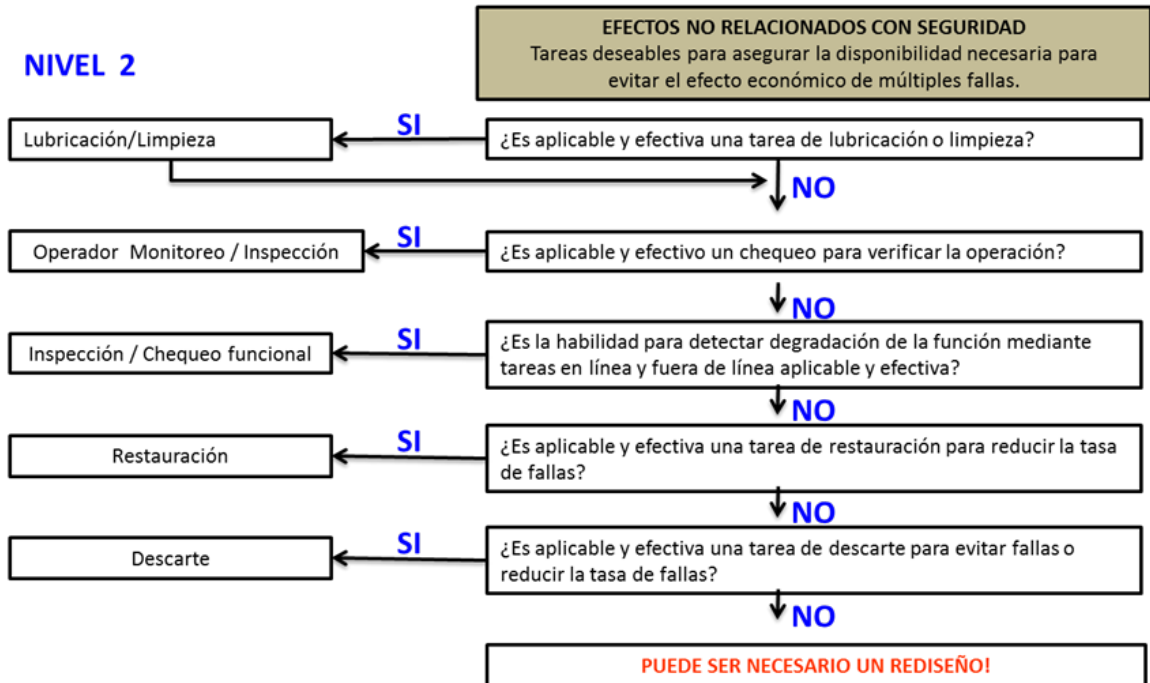 EFECTOS NO RELACIONADOS CON SEGURIDAD
Tareas deseables para asegurar la disponibilidad necesaria para
evitar el efecto económico de múltiples fallas.
NIVEL 2
Lubricación/Limpieza
SI
¿Es aplicable y efectiva una tarea de lubricación o limpieza?
NO
Operador Monitoreo / Inspección
SI
¿Es aplicable y efectivo un chequeo para verificar la operación?
NO
Inspección / Chequeo funcional
SI
¿Es la habilidad para detectar degradación de la función mediante
tareas en línea y fuera de línea aplicable y efectiva?
NO
Restauración
SI
¿Es aplicable y efectiva una tarea de restauración para reducir la tasa
de fallas?
NO
Descarte
SI
¿Es aplicable y efectiva una tarea de descarte para evitar fallas o
reducir la tasa de fallas?
NO
PUEDE SER NECESARIO UN REDISEÑO!